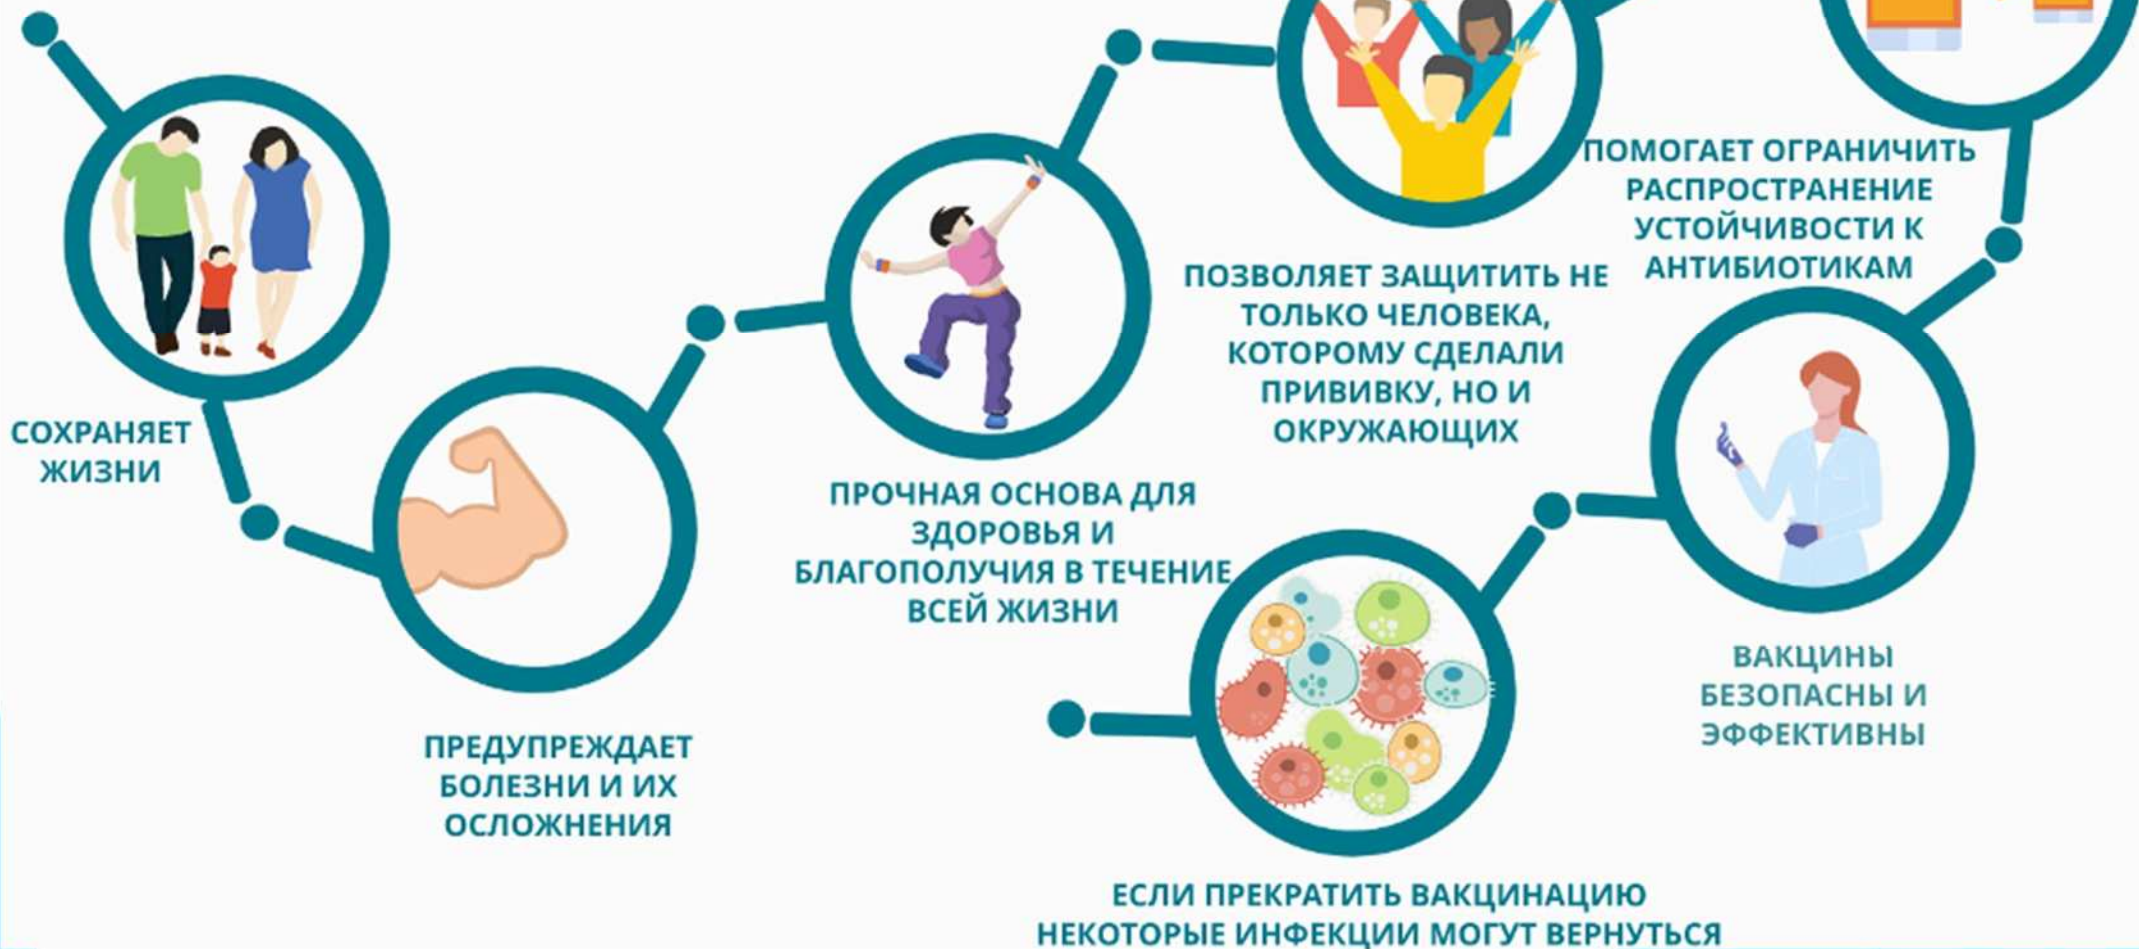 СОХРАНЯЕТ
ЖИЗНИ
ПРЕДУПРЕЖДАЕТ
БОЛЕЗНИ И ИХ
ОСЛОЖНЕНИЯ
ПРОЧНАЯ ОСНОВА ДЛЯ
ЗДОРОВЬЯ И
БЛАГОПОЛУЧИЯ В ТЕЧЕНИЕ
ВСЕЙ ЖИЗНИ
ПОЗВОЛЯЕТ ЗАЩИТИТЬ НЕ
ТОЛЬКО ЧЕЛОВЕКА,
КОТОРОМУ СДЕЛАЛИ
ПРИВИВКУ, НО И
ОКРУЖАЮЩИХ
ПОМОГАЕТ ОГРАНИЧИТЬ
РАСПРОСТРАНЕНИЕ
УСТОЙЧИВОСТИ К
АНТИБИОТИКАМ
ВАКЦИНЫ
БЕЗОПАСНЫ И
ЭФФЕКТИВНЫ
ЕСЛИ ПРЕКРАТИТЬ ВАКЦИНАЦИЮ
НЕКОТОРЫЕ ИНФЕКЦИИ МОГУТ ВЕРНУТЬСЯ